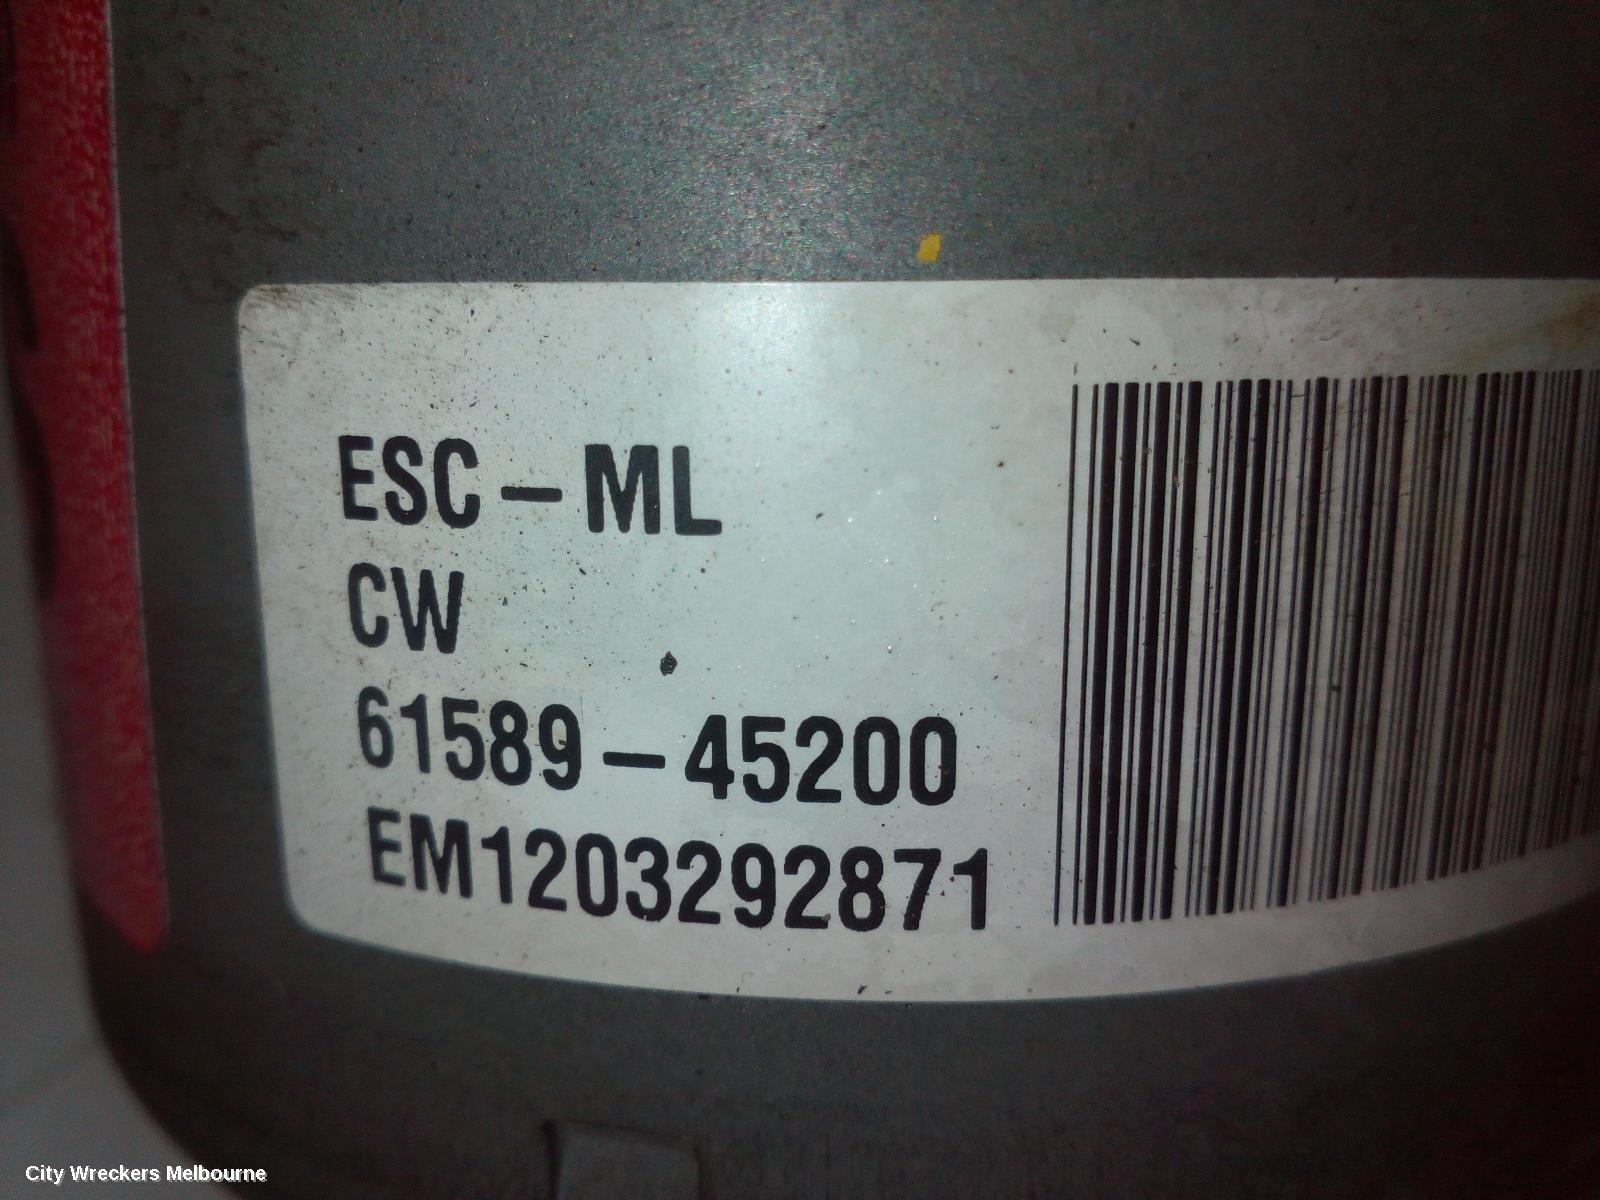 ESC-ML
CW
61589-45200
EM1203292871
City Wreckers Melbourne